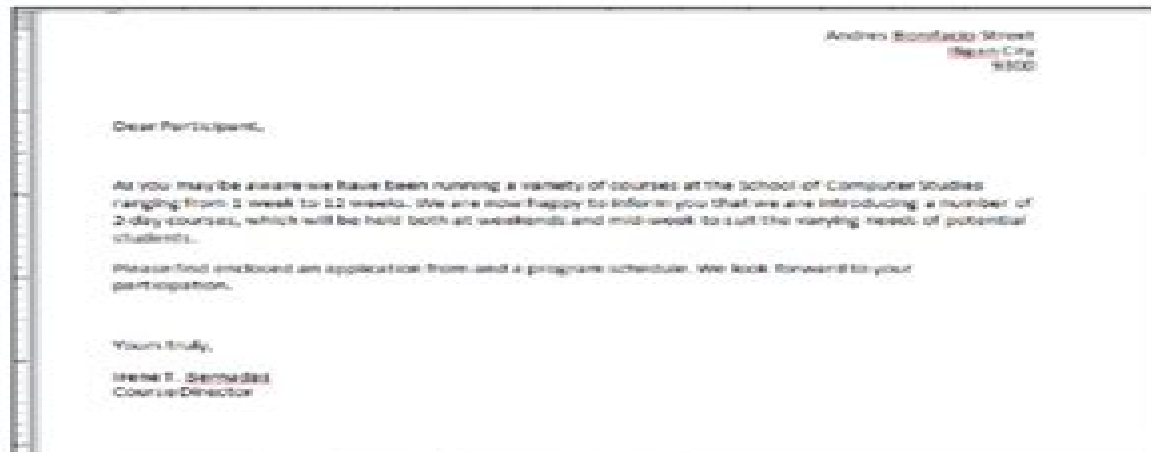 Andres Bonifacio Street
Iligan City
9200
Dear Participant,
As you may be aware we have been running a variety of courses at the School of Computer Studies
ranging from 1 week to 12 weeks. We are now happy to inform you that we are introducing a number of
2-day courses, which will be held both at weekends and mid-week to suit the varying needs of potential
students.
Please find enclosed an application from and a program schedule. We look forward to your
participation.
Yours truly,
Irene T.
Course Director